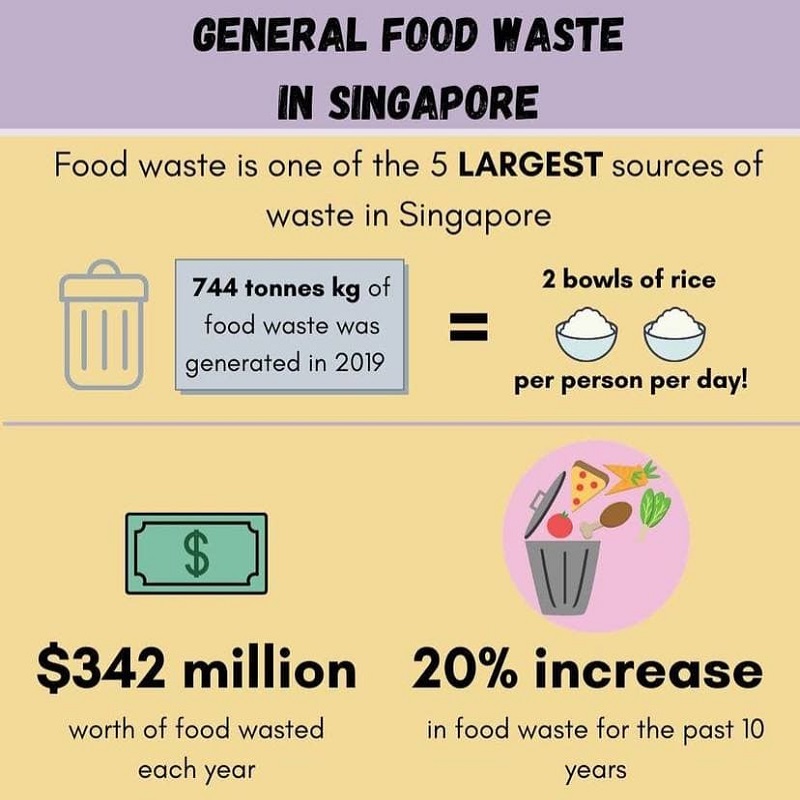 GENERAL FOOD WASTE
IN SINGAPORE
Food waste is one of the 5 LARGEST sources of
waste in Singapore
744 tonnes kg of
food waste was
generated in 2019
=
2 bowls of rice
per person per day!
$
$342 million
worth of food wasted
each year
20% increase
in food waste for the past 10
years